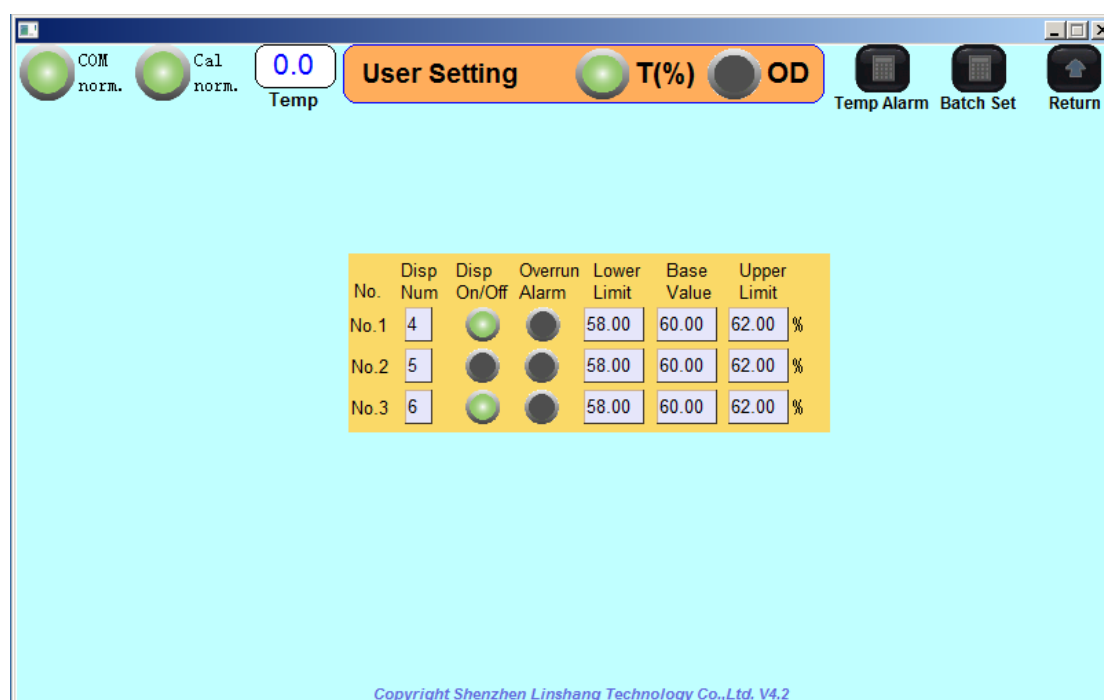 COM
norm.
Cal
norm.
0.0
Temp
User Setting T(%) OD
Temp Alarm Batch Set Return
No. Disp Num Disp On/Off Overrun Alarm Lower Limit Base Value Upper Limit
No.1 4 58.00 60.00 62.00 %
No.2 5 58.00 60.00 62.00 %
No.3 6 58.00 60.00 62.00 %
Copyright Shenzhen Linshang Technology Co.,Ltd. V4.2